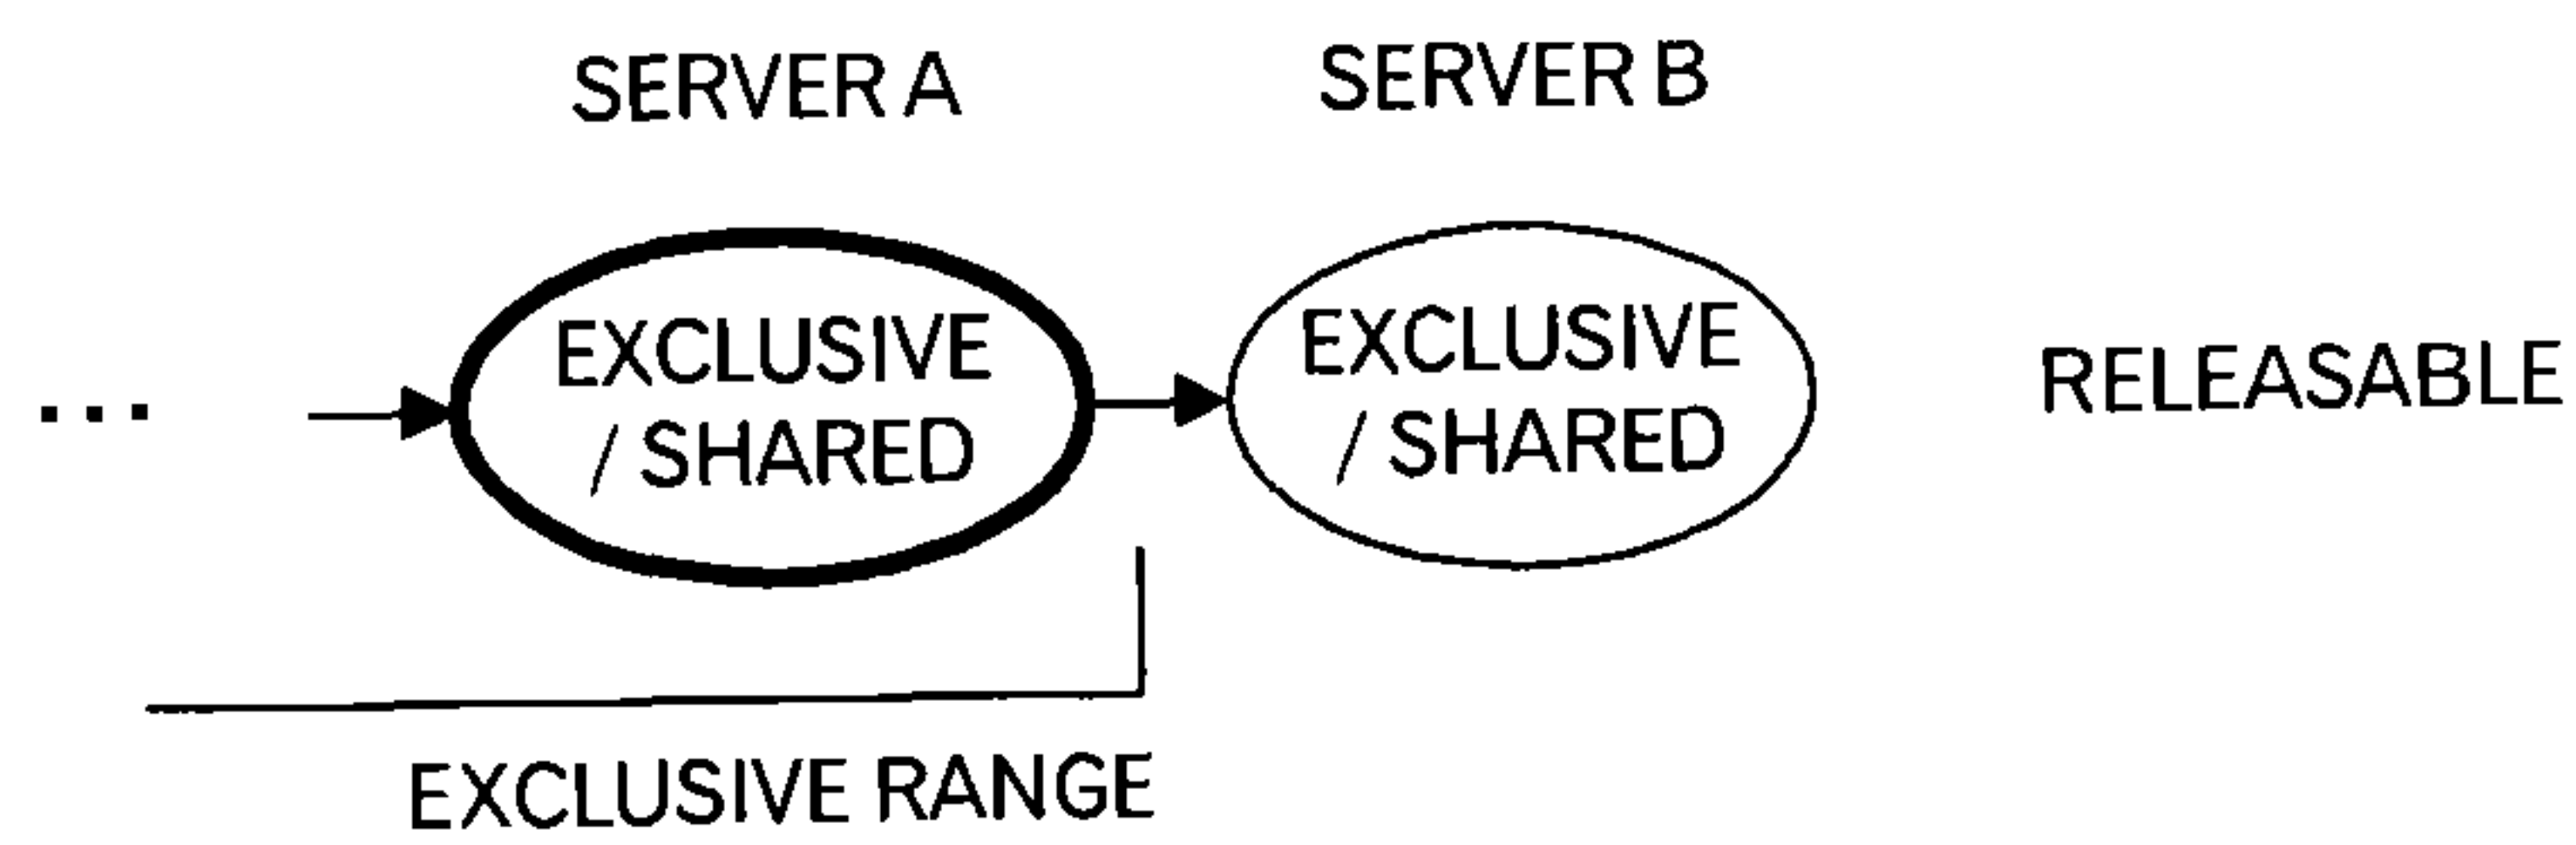 SERVER A
SERVER B
EXCLUSIVE
/ SHARED
EXCLUSIVE
/ SHARED
RELEASABLE
...
EXCLUSIVE RANGE